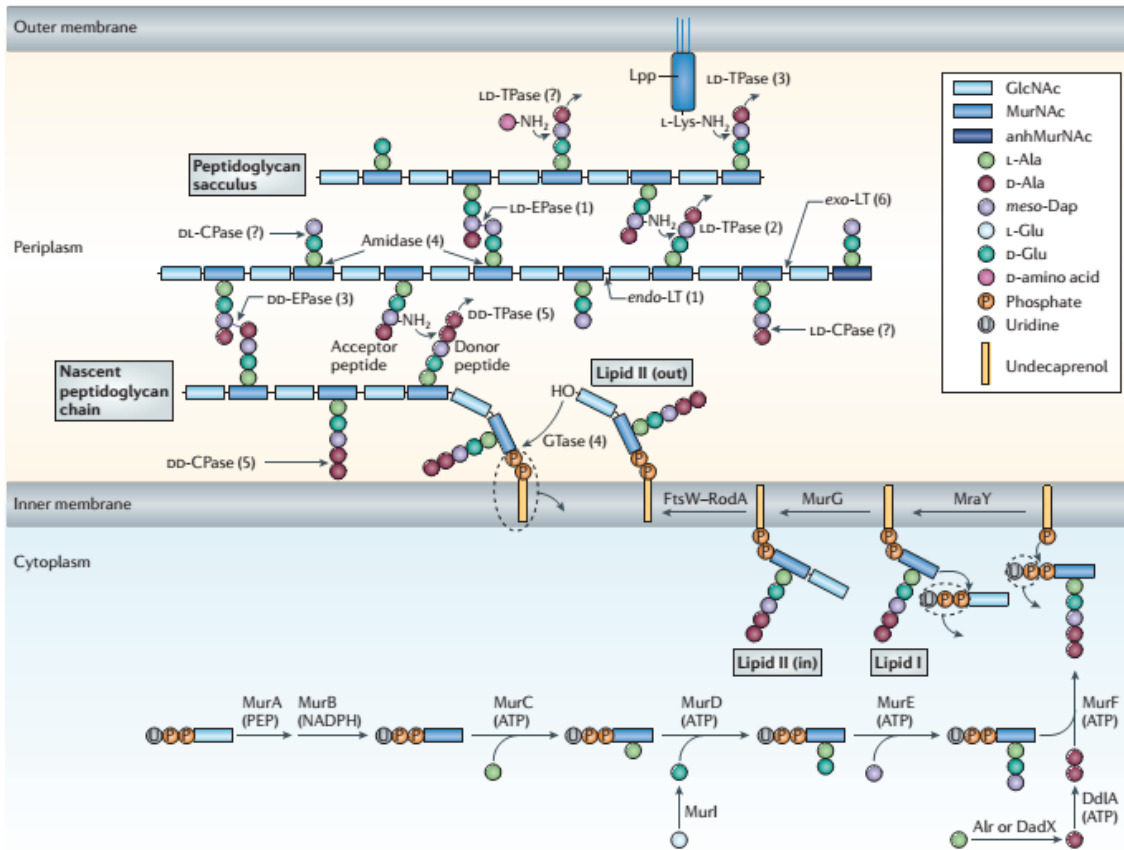 Outer membrane
Lpp
LD-TPase (3)
LD-TPase (?)
NH2
L-Lys-NH2
GlcNAc
MurNAc
anhMurNAc
L-Ala
D-Ala
meso-Dap
L-Glu
D-Glu
D-amino acid
P Phosphate
U Uridine
Undecaprenol
Peptidoglycan
sacculus
LD-EPase (1)
NH2
LD-TPase (2)
exo-LT (6)
Periplasm
DL-CPase (?)
Amidase (4)
DD-EPase (3)
endo-LT (1)
NH2
DD-TPase (5)
LD-CPase (?)
Acceptor
peptide
Donor
peptide
Nascent
peptidoglycan
chain
Lipid II (out)
HO
GTase (4)
DD-CPase (5)
P
P
P
P
Inner membrane
FtsW–RodA
MurG
MraY
Cytoplasm
P
P
P
P
P
U P P
U P P
Lipid II (in)
Lipid I
MurA
(PEP)
MurB
(NADPH)
MurC
(ATP)
MurD
(ATP)
MurE
(ATP)
MurF
(ATP)
U P P
U P P
U P P
U P P
U P P
MurI
DdlA
(ATP)
Alr or DadX